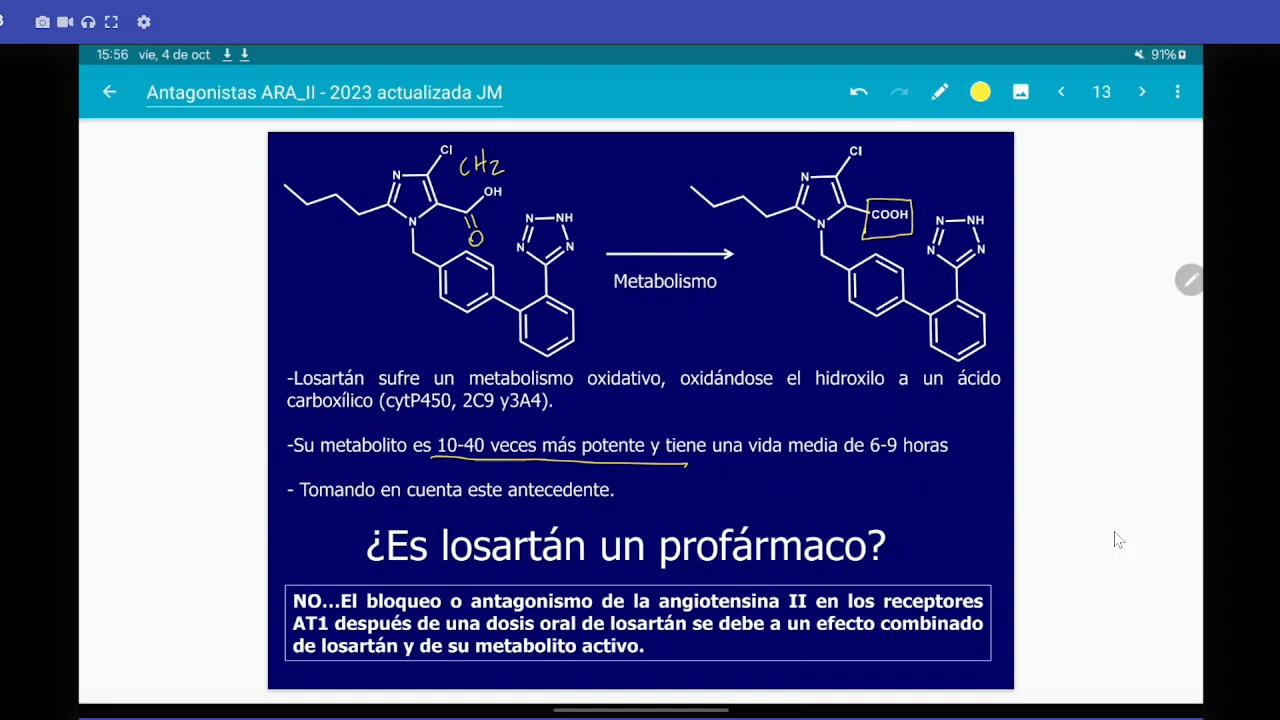 3
15:56 vie, 4 de oct
91%
Antagonistas ARA_II - 2023 actualizada JM
13
Cl
CH2
N
OH
N
O
N
NH
N
N
Metabolismo
Cl
N
COOH
N
N
NH
N
N
-Losartán sufre un metabolismo oxidativo, oxidándose el hidroxilo a un ácido
carboxílico (cytP450, 2C9 y3A4).
-Su metabolito es 10-40 veces más potente y tiene una vida media de 6-9 horas
- Tomando en cuenta este antecedente.
¿Es losartán un profármaco?
NO...El bloqueo o antagonismo de la angiotensina II en los receptores
AT1 después de una dosis oral de losartán se debe a un efecto combinado
de losartán y de su metabolito activo.